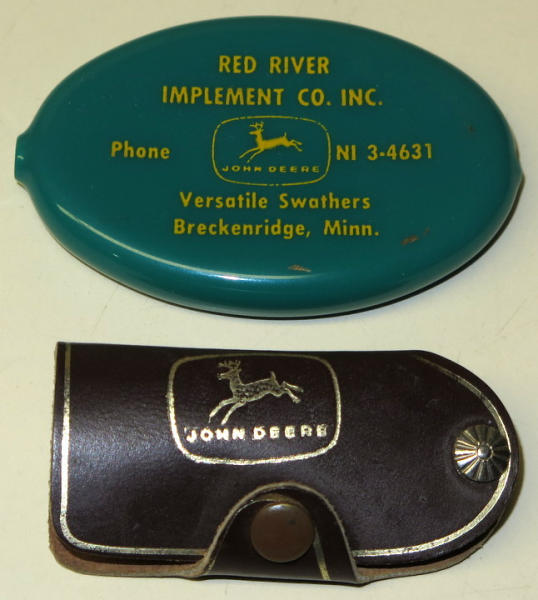 RED RIVER
IMPLEMENT CO. INC.
Phone JOHN DEERE NI 3-4631
Versatile Swathers
Breckenridge, Minn.
JOHN DEERE